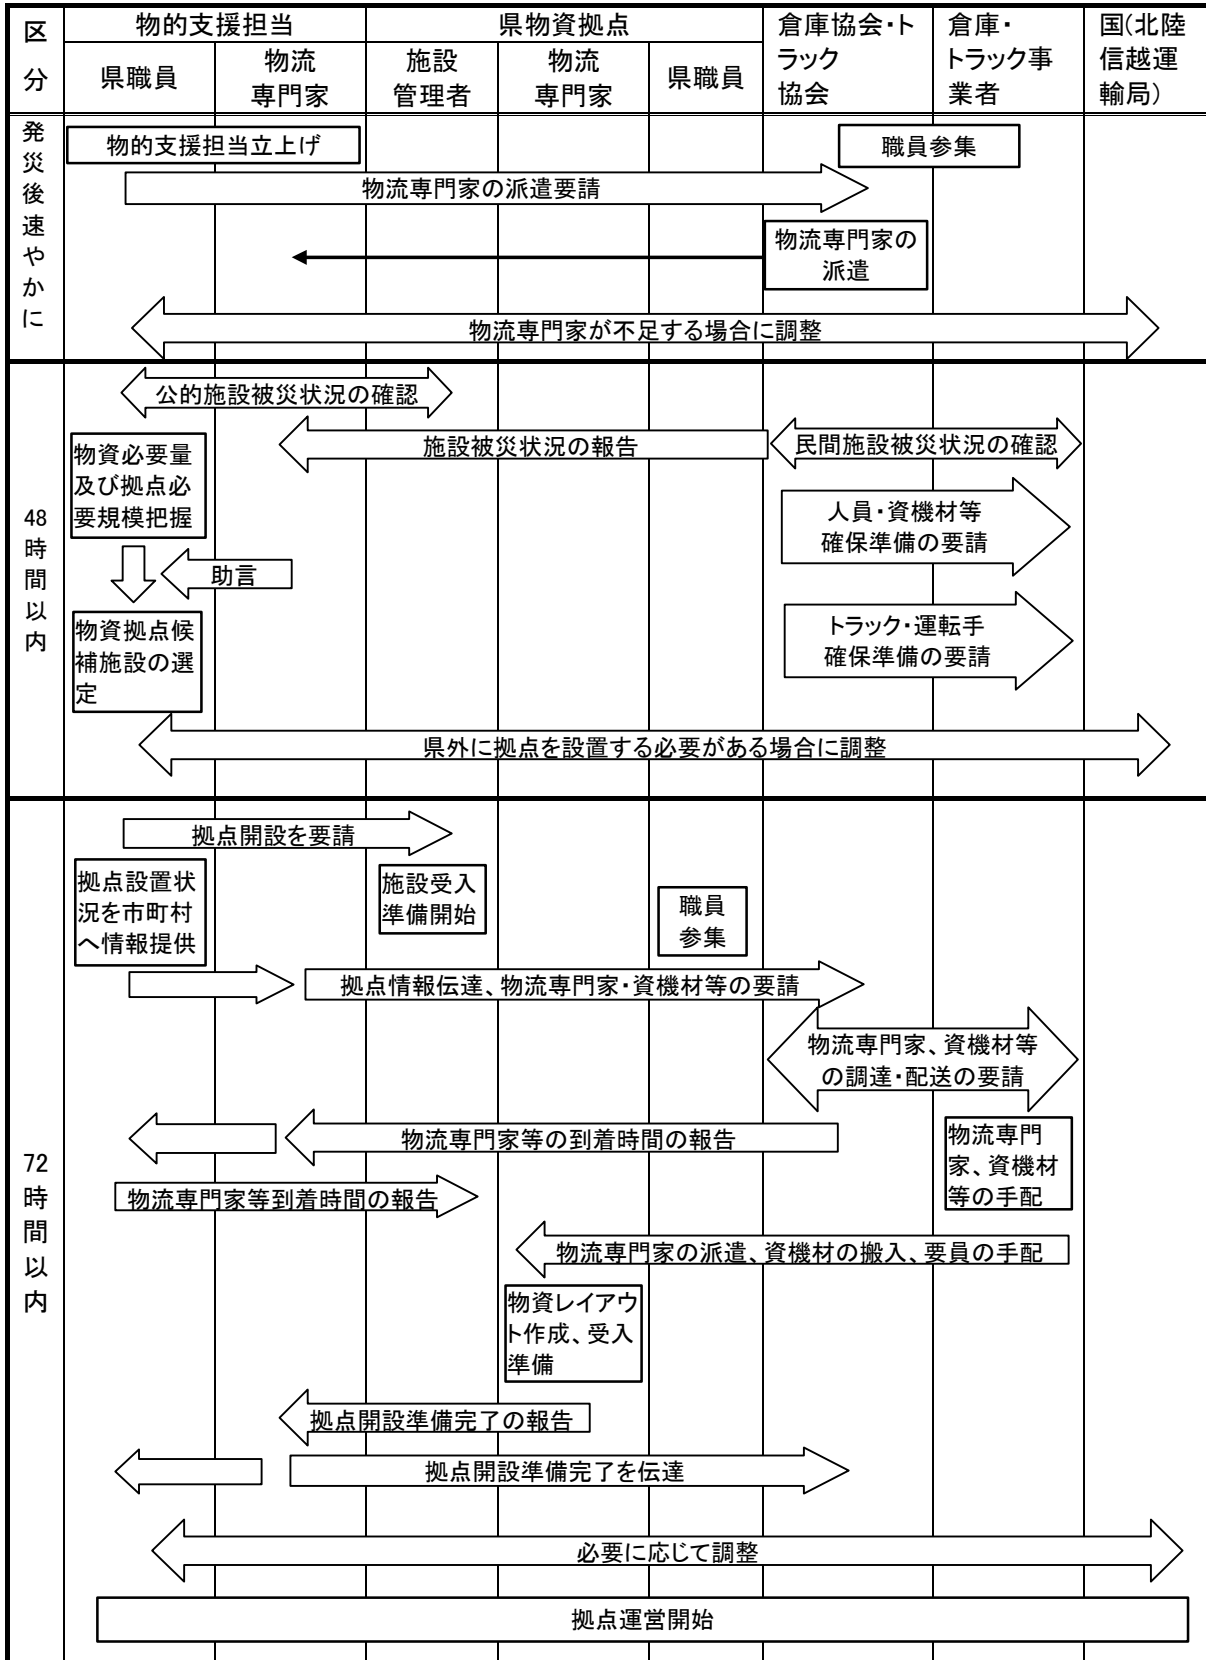 区
分
物的支援担当
県物資拠点
倉庫協会・ト
ラック
協会
倉庫・
トラック事
業者
国(北陸
信越運
輸局)
県職員
物流
専門家
施設
管理者
物流
専門家
県職員
発災後速やかに
物的支援担当立上げ
職員参集
物流専門家の派遣要請
物流専門家の
派遣
物流専門家が不足する場合に調整
48時間以内
公的施設被災状況の確認
施設被災状況の報告
民間施設被災状況の確認
物資必要量
及び拠点必
要規模把握
人員・資機材等
確保準備の要請
助言
物資拠点候
補施設の選
定
トラック・運転手
確保準備の要請
県外に拠点を設置する必要がある場合に調整
72時間以内
拠点開設を要請
拠点設置状
況を市町村
へ情報提供
施設受入
準備開始
職員
参集
拠点情報伝達、物流専門家・資機材等の要請
物流専門家、資機材等
の調達・配送の要請
物流専門家等の到着時間の報告
物流専門
家、資機材
等の手配
物流専門家等到着時間の報告
物流専門家の派遣、資機材の搬入、要員の手配
物資レイアウ
ト作成、受入
準備
拠点開設準備完了の報告
拠点開設準備完了を伝達
必要に応じて調整
拠点運営開始